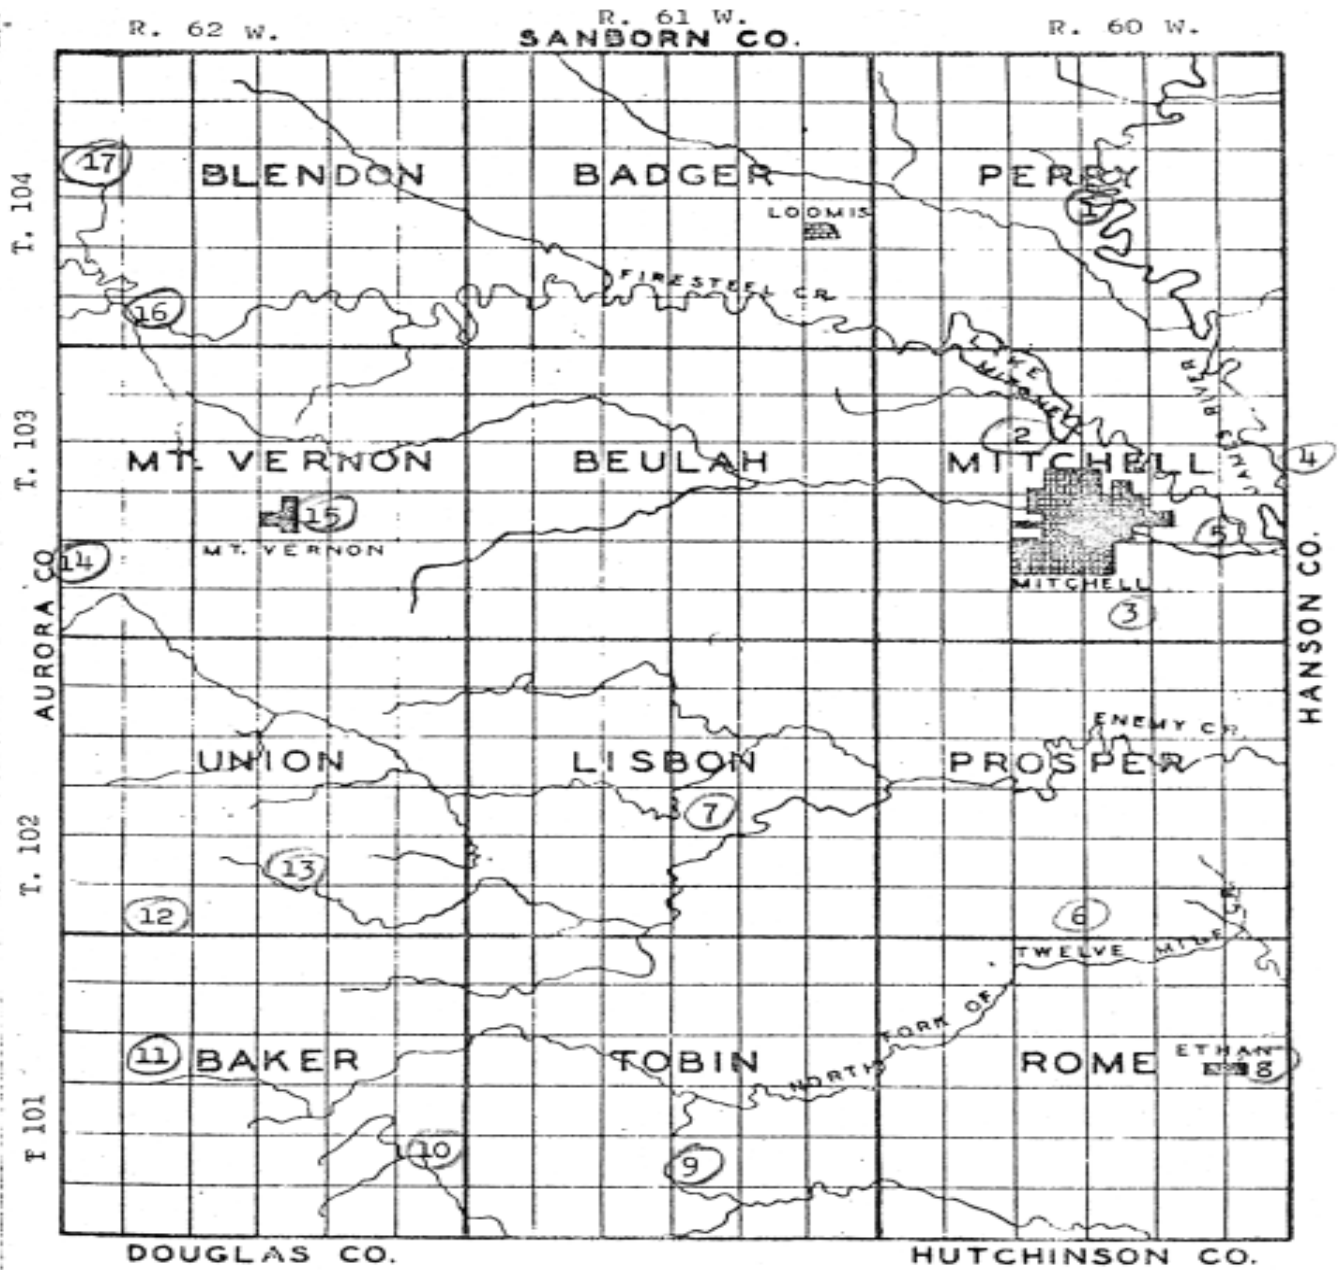 R. 62 W.
R. 61 W.
R. 60 W.
SANBORN CO.
17
BLENDON
BADGER
PERRY
T. 104
1
LOOMIS
FIRESTEEL CR.
16
LAKE
MITCHELL
JAMES RIVER
T. 103
2
4
MT. VERNON
BEULAH
MITCHELL
15
5
MT. VERNON
14
MITCHELL
3
AURORA CO
HANSON CO.
ENEMY CR.
UNION
LISBON
PROSPER
7
T. 102
13
12
6
TWELVE MILE
NORTH FORK OF
11
BAKER
TOBIN
ROME
ETHAN
8
T 101
10
9
DOUGLAS CO.
HUTCHINSON CO.